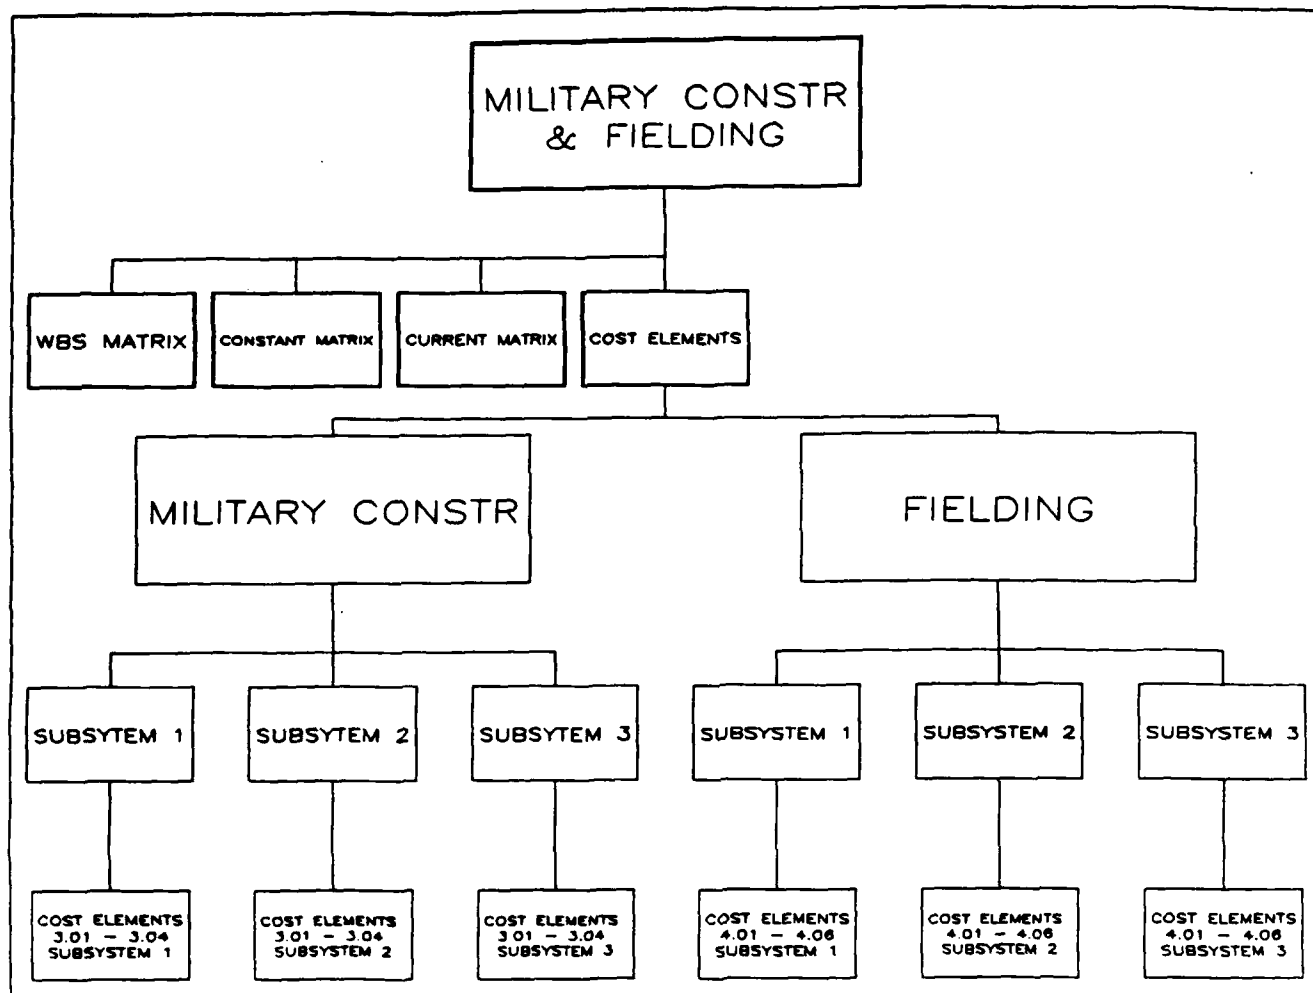 MILITARY CONSTR
& FIELDING
WBS MATRIX
CONSTANT MATRIX
CURRENT MATRIX
COST ELEMENTS
MILITARY CONSTR
FIELDING
SUBSYTEM 1
SUBSYTEM 2
SUBSYTEM 3
SUBSYSTEM 1
SUBSYSTEM 2
SUBSYSTEM 3
COST ELEMENTS
3.01 – 3.04
SUBSYSTEM 1
COST ELEMENTS
3.01 – 3.04
SUBSYSTEM 2
COST ELEMENTS
3.01 – 3.04
SUBSYSTEM 3
COST ELEMENTS
4.01 – 4.06
SUBSYSTEM 1
COST ELEMENTS
4.01 – 4.06
SUBSYSTEM 2
COST ELEMENTS
4.01 – 4.06
SUBSYSTEM 3